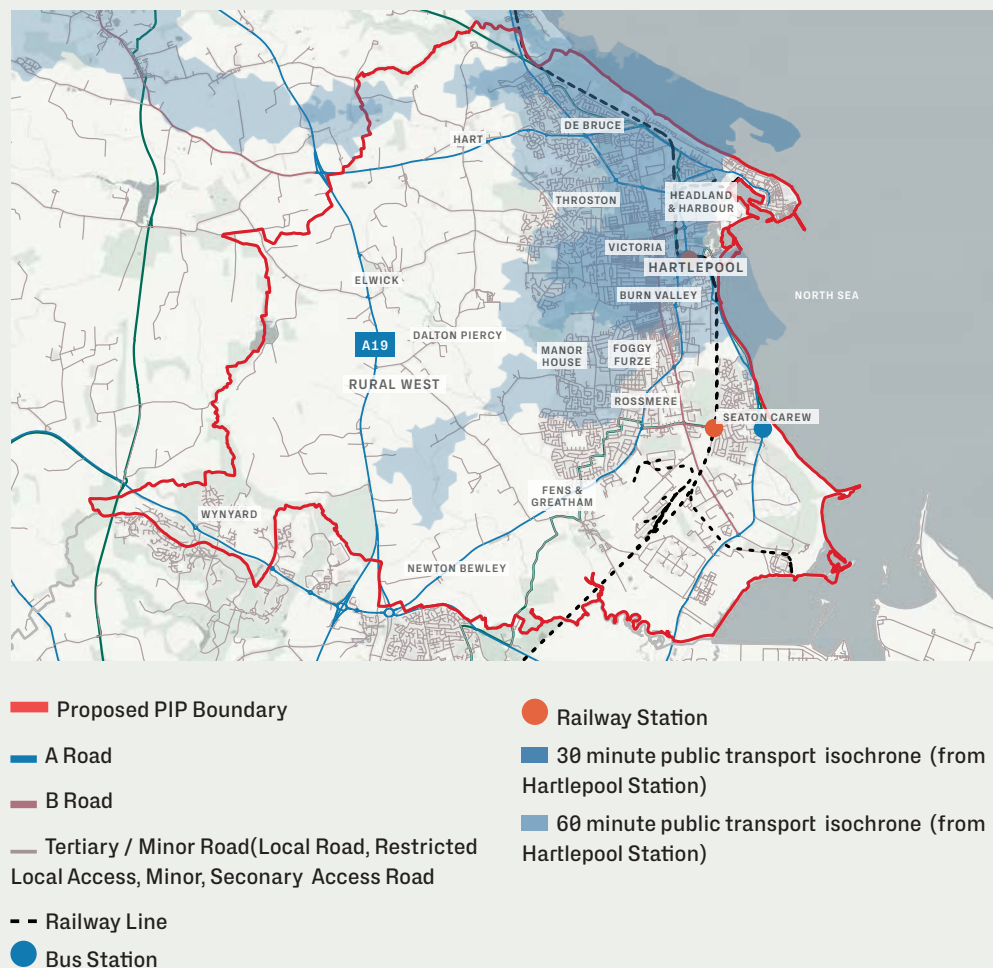 DE BRUCE
HART
THROSTON
HEADLAND
& HARBOUR
VICTORIA
HARTLEPOOL
ELWICK
BURN VALLEY
NORTH SEA
A19
DALTON PIERCY
MANOR
HOUSE
FOGGY
FURZE
RURAL WEST
ROSSMERE
SEATON CAREW
FENS &
GREATHAM
WYNYARD
NEWTON BEWLEY
Proposed PIP Boundary
A Road
B Road
Tertiary / Minor Road(Local Road, Restricted
Local Access, Minor, Seconary Access Road
Railway Line
Bus Station
Railway Station
30 minute public transport isochrone (from
Hartlepool Station)
60 minute public transport isochrone (from
Hartlepool Station)